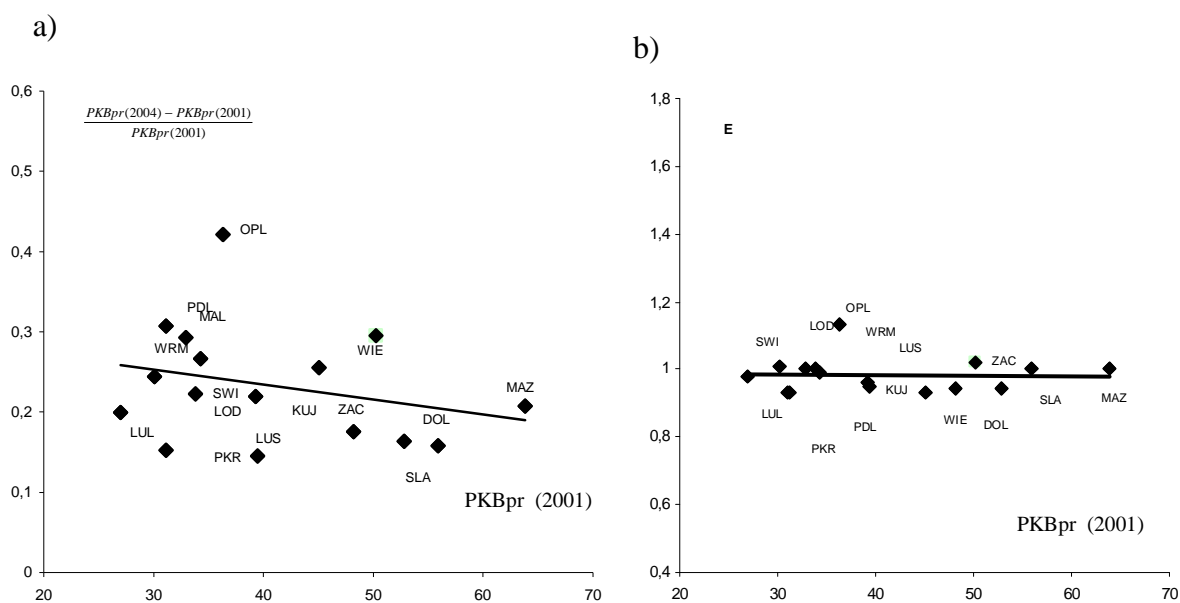 a)
0,6
PKBpr(2004) − PKBpr(2001)
PKBpr(2001)
0,5
0,4
0,3
0,2
0,1
0
OPL
PDL
MAL
WRM
WIE
SWI
LOD
KUJ
ZAC
MAZ
DOL
LUL
LUS
PKR
SLA
PKBpr (2001)
20 30 40 50 60 70
b)
1,8
E
1,6
1,4
1,2
1
0,8
0,6
0,4
OPL
LOD
WRM
SWI
LUS
ZAC
KUJ
SLA
MAZ
LUL
WIE
DOL
PDL
PKR
PKBpr (2001)
20 30 40 50 60 70